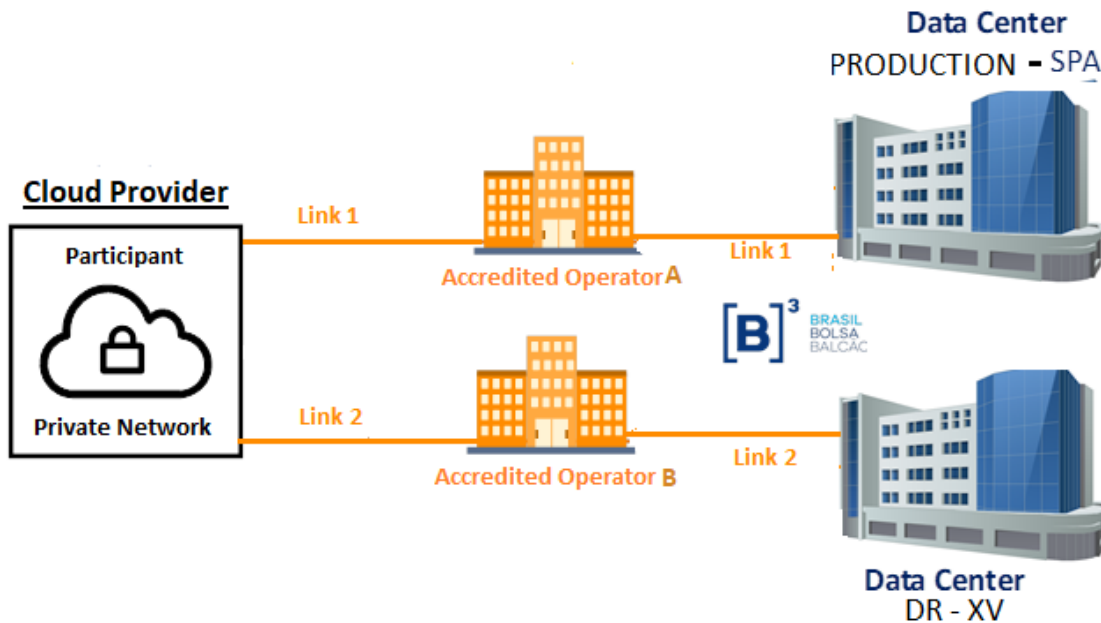 Data Center
PRODUCTION - SPA
Cloud Provider
Participant
Private Network
Link 1
Accredited Operator A
Link 1
[B]³ BRASIL
BOLSA
BALCÃO
Link 2
Accredited Operator B
Link 2
Data Center
DR - XV